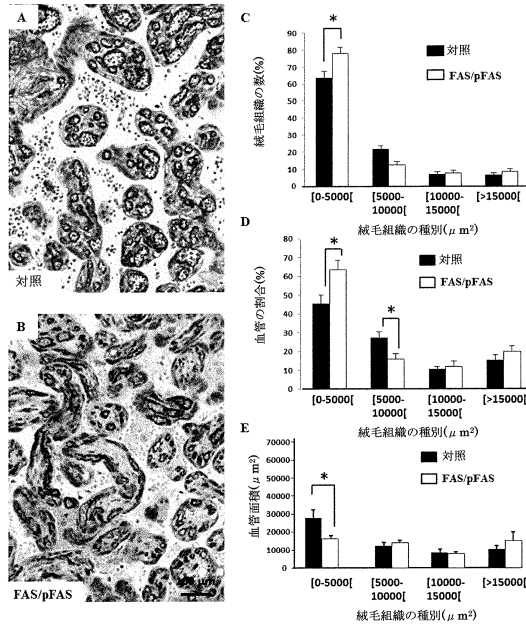 A
対照
B
FAS/pFAS
C
絨毛組織の数(%)
90
80
70
60
50
40
30
20
10
0
*
対照
FAS/pFAS
[0-5000[
[5000-
10000[
[10000-
15000[
[>15000[
絨毛組織の種別(μm²)
D
血管の割合(%)
80
70
60
50
40
30
20
10
0
*
*
対照
FAS/pFAS
[0-5000[
[5000-
10000[
[10000-
15000[
[>15000[
絨毛組織の種別(μm²)
E
血管面積(μm²)
70000
60000
50000
40000
30000
20000
10000
0
*
対照
FAS/pFAS
[0-5000[
[5000-
10000[
[10000-
15000[
[>15000[
絨毛組織の種別(μm²)